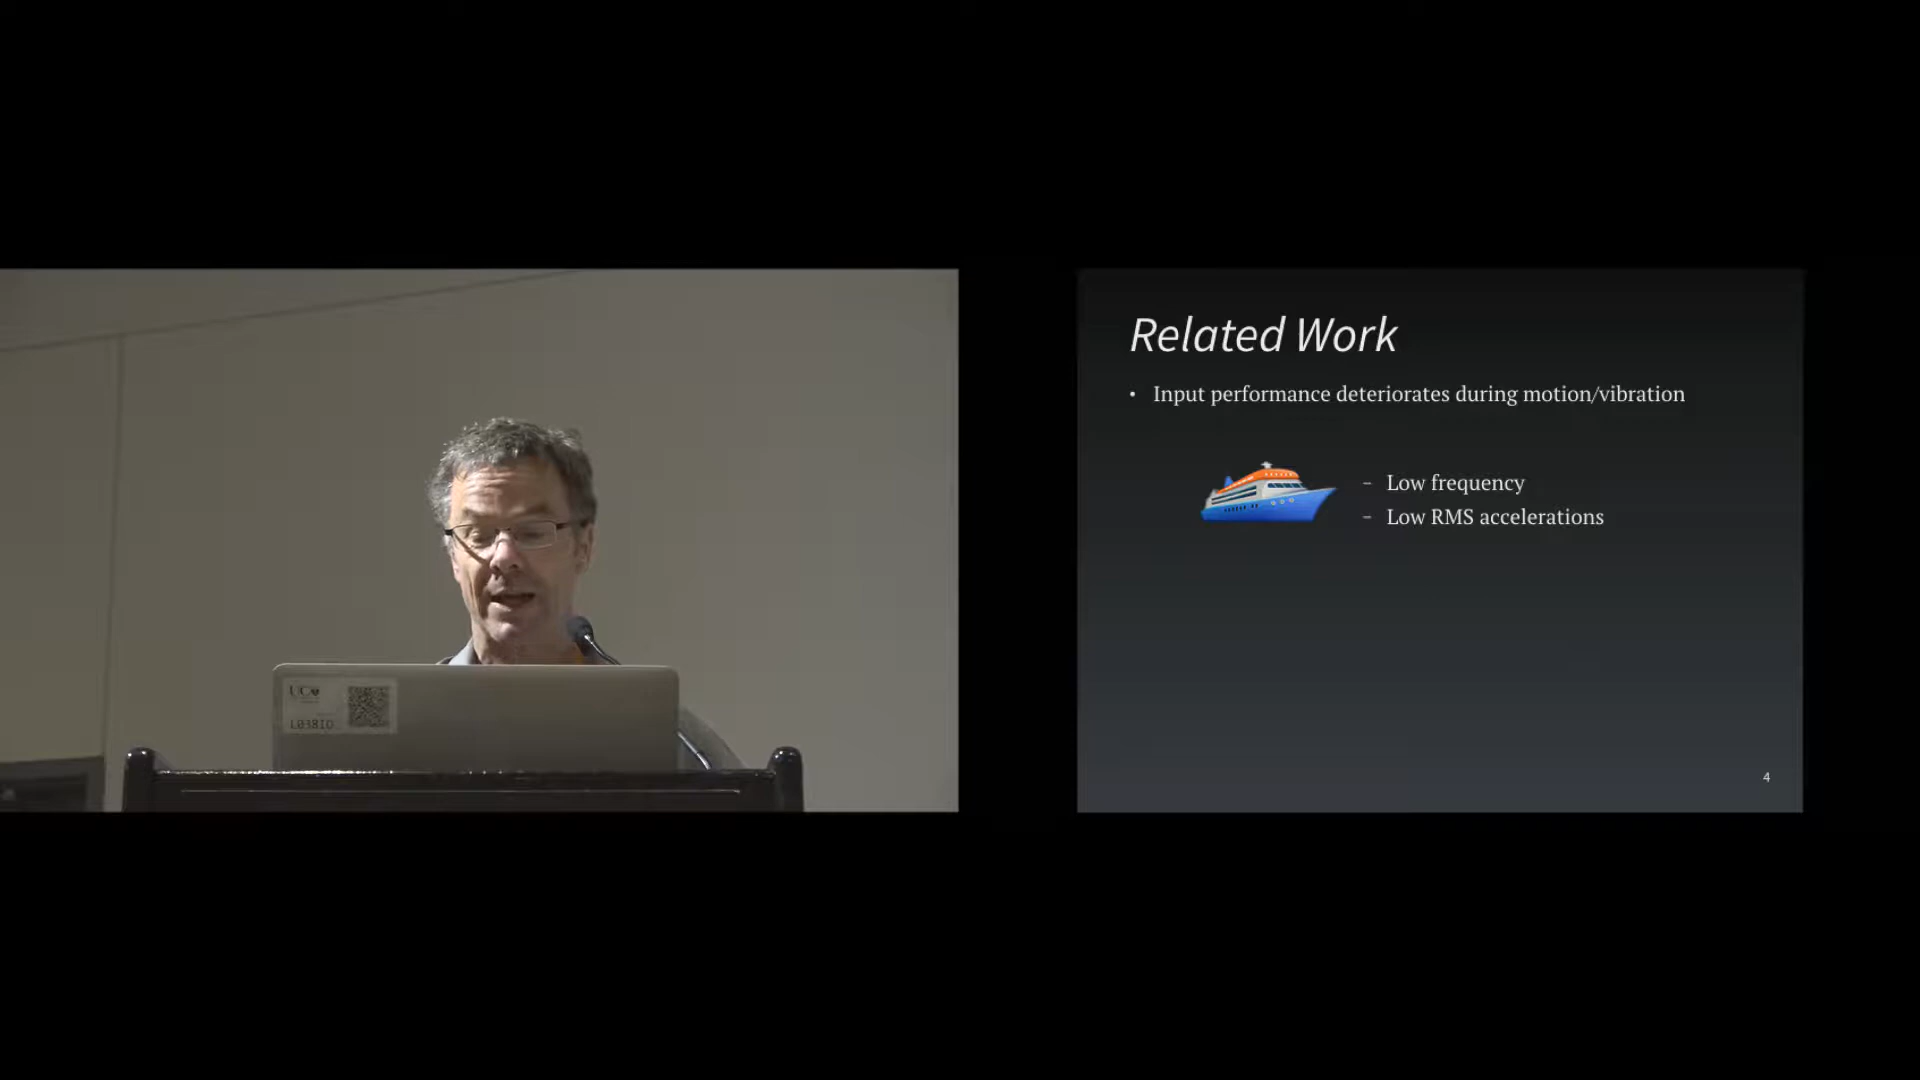 Related Work
• Input performance deteriorates during motion/vibration
– Low frequency
– Low RMS accelerations
4